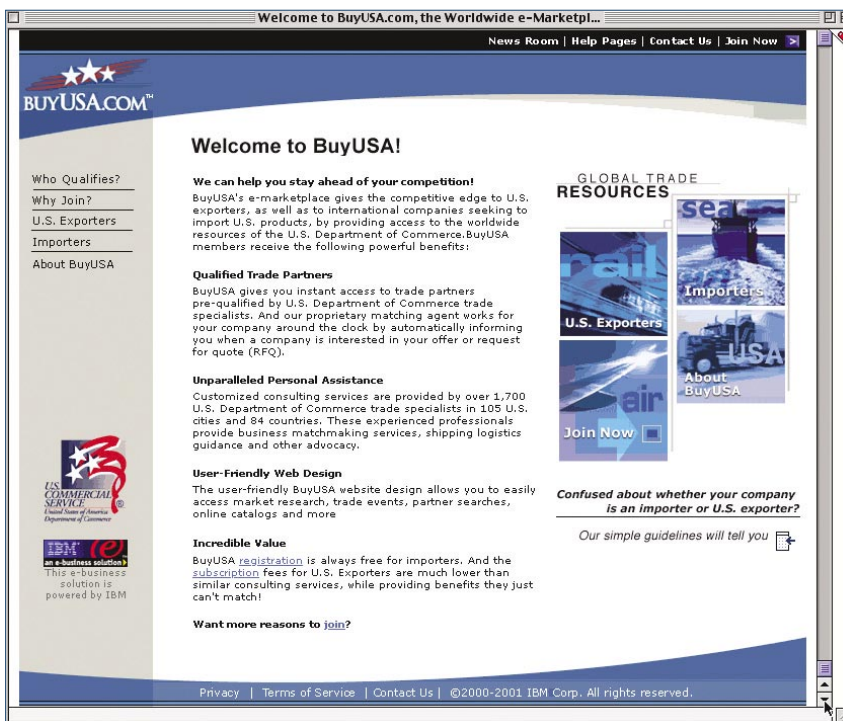 Welcome to BuyUSA.com, the Worldwide e-Marketpl...
News Room | Help Pages | Contact Us | Join Now >
BUYUSA.COM™
Welcome to BuyUSA!
Who Qualifies?
Why Join?
U.S. Exporters
Importers
About BuyUSA
We can help you stay ahead of your competition!
BuyUSA's e-marketplace gives the competitive edge to U.S.
exporters, as well as to international companies seeking to
import U.S. products, by providing access to the worldwide
resources of the U.S. Department of Commerce.BuyUSA
members receive the following powerful benefits:
Qualified Trade Partners
BuyUSA gives you instant access to trade partners
pre-qualified by U.S. Department of Commerce trade
specialists. And our proprietary matching agent works for
your company around the clock by automatically informing
you when a company is interested in your offer or request
for quote (RFQ).
Unparalleled Personal Assistance
Customized consulting services are provided by over 1,700
U.S. Department of Commerce trade specialists in 105 U.S.
cities and 84 countries. These experienced professionals
provide business matchmaking services, shipping logistics
guidance and other advocacy.
User-Friendly Web Design
The user-friendly BuyUSA website design allows you to easily
access market research, trade events, partner searches,
online catalogs and more
Incredible Value
BuyUSA registration is always free for importers. And the
subscription fees for U.S. Exporters are much lower than
similar consulting services, while providing benefits they just
can't match!
Want more reasons to join?
GLOBAL TRADE
RESOURCES
sea
Importers
rail
U.S. Exporters
USA
About
BuyUSA
air
Join Now
Confused about whether your company
is an importer or U.S. exporter?
Our simple guidelines will tell you
U.S.
COMMERCIAL
SERVICE®
United States of America
Department of Commerce
IBM (e)
an e-business solution
This e-business
solution is
powered by IBM
Privacy | Terms of Service | Contact Us | ©2000-2001 IBM Corp. All rights reserved.